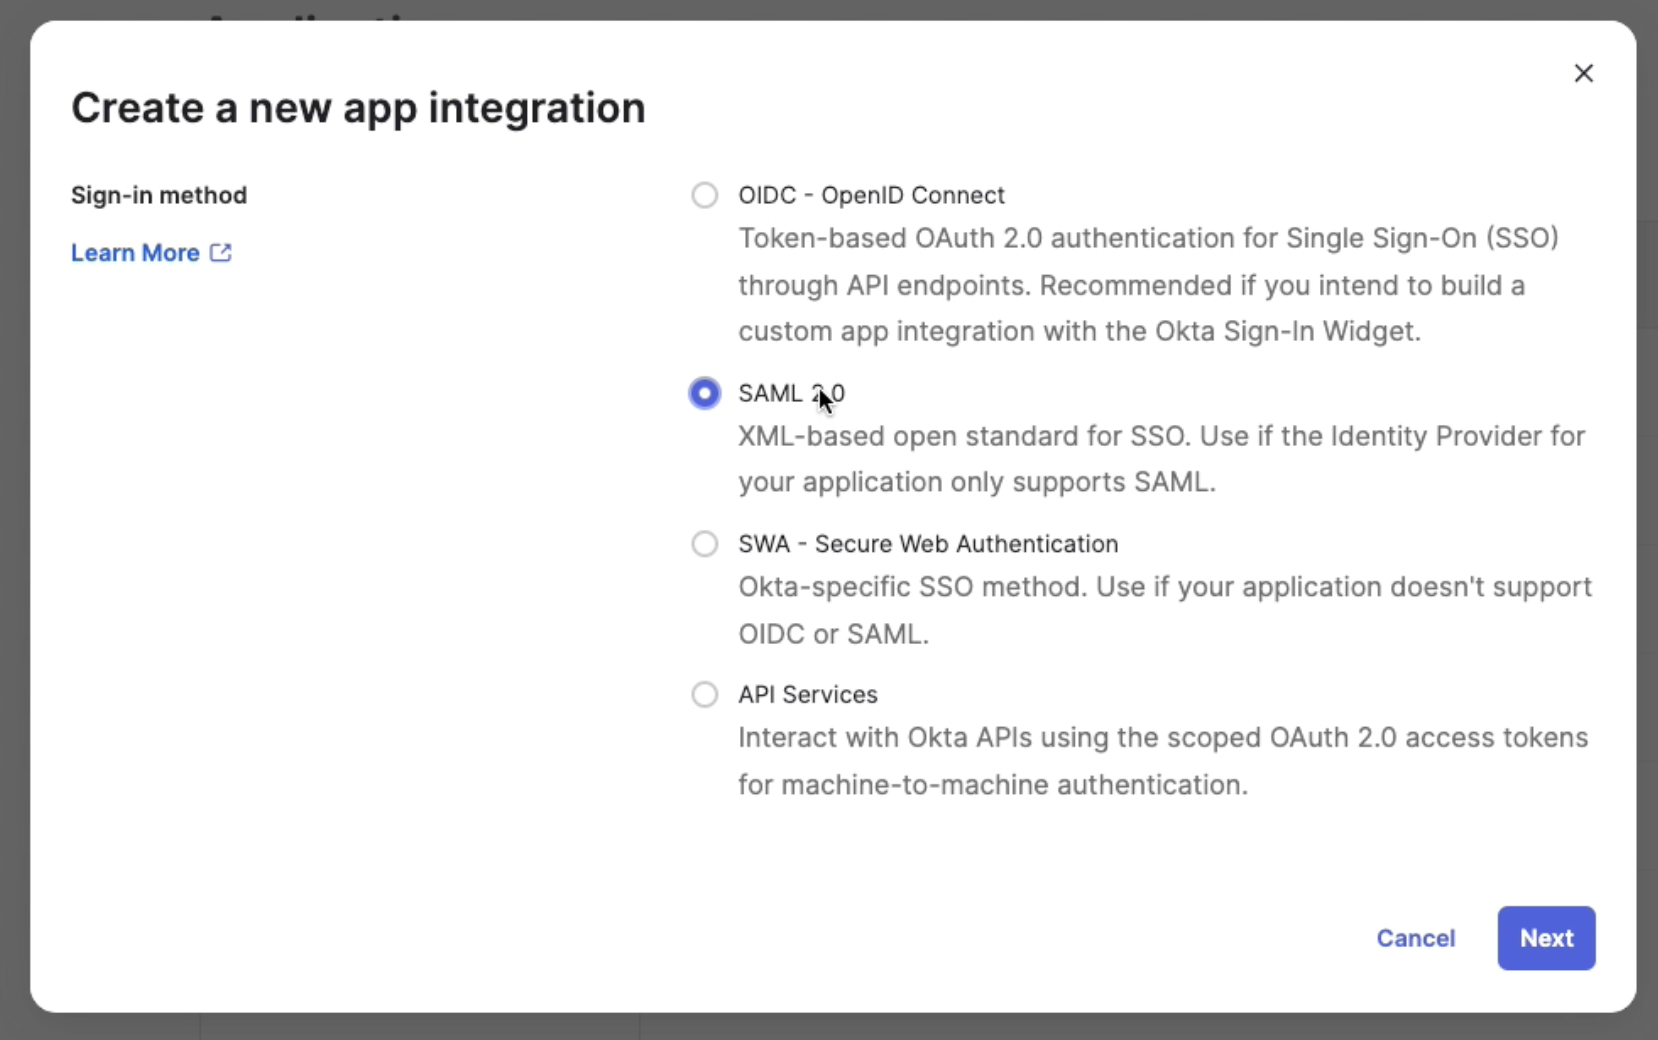 Create a new app integration
Sign-in method
Learn More
OIDC - OpenID Connect
Token-based OAuth 2.0 authentication for Single Sign-On (SSO)
through API endpoints. Recommended if you intend to build a
custom app integration with the Okta Sign-In Widget.
SAML 2.0
XML-based open standard for SSO. Use if the Identity Provider for
your application only supports SAML.
SWA - Secure Web Authentication
Okta-specific SSO method. Use if your application doesn't support
OIDC or SAML.
API Services
Interact with Okta APIs using the scoped OAuth 2.0 access tokens
for machine-to-machine authentication.
Cancel
Next